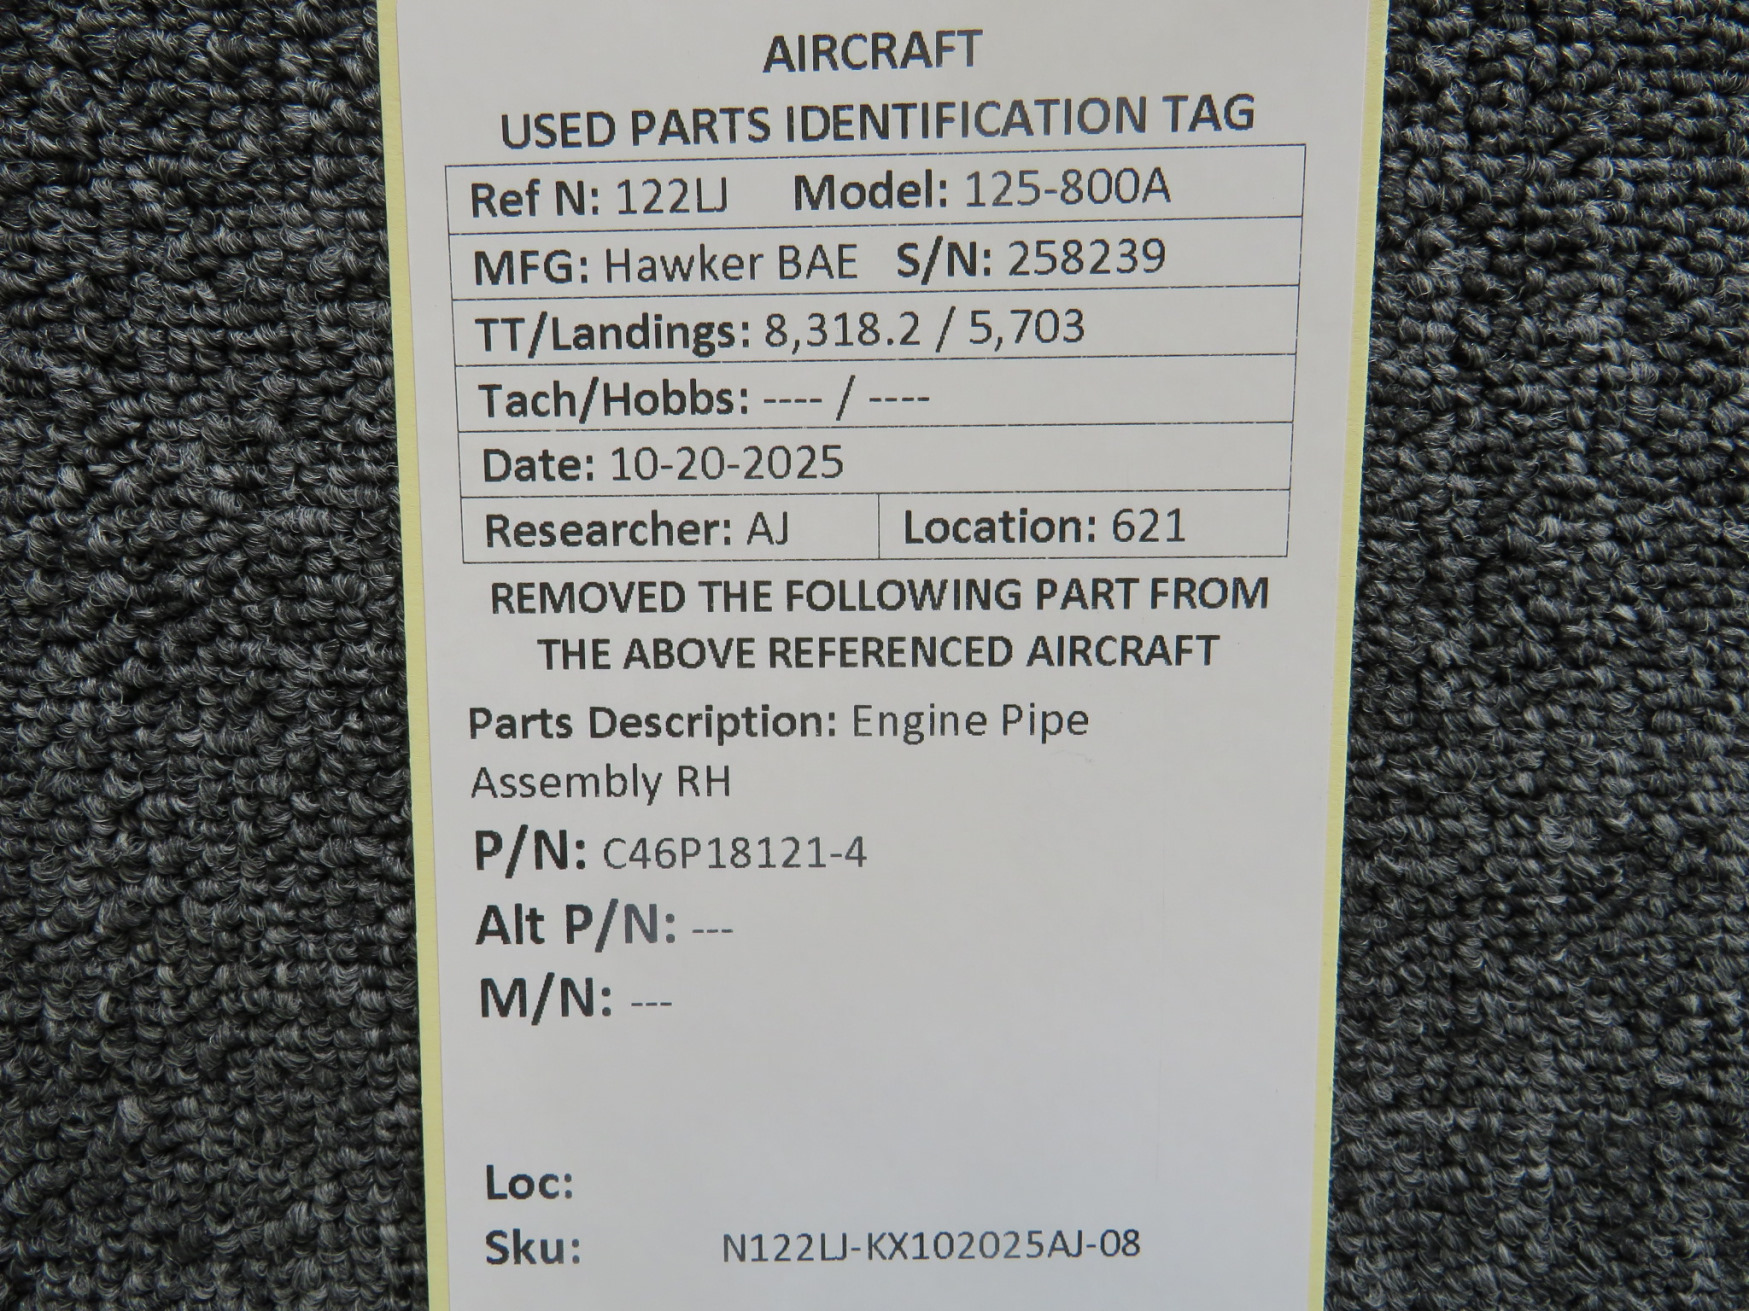 AIRCRAFT
USED PARTS IDENTIFICATION TAG
Ref N: 122LJ Model: 125-800A
MFG: Hawker BAE S/N: 258239
TT/Landings: 8,318.2 / 5,703
Tach/Hobbs: ---- / ----
Date: 10-20-2025
Researcher: AJ Location: 621
REMOVED THE FOLLOWING PART FROM
THE ABOVE REFERENCED AIRCRAFT
Parts Description: Engine Pipe
Assembly RH
P/N: C46P18121-4
Alt P/N: ---
M/N: ---
Loc:
Sku: N122LJ-KX102025AJ-08